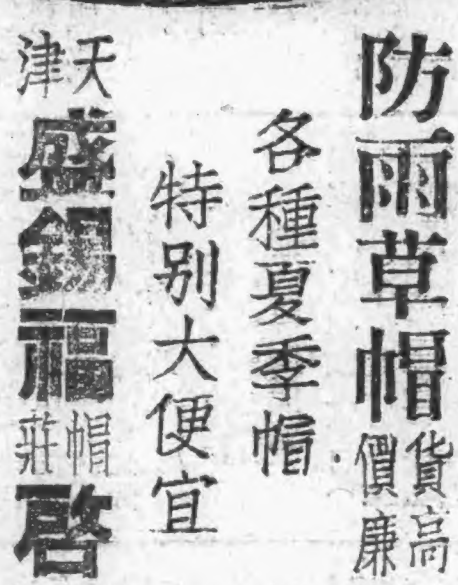 防雨草帽貨高價廉
各種夏季帽
特別大便宜
天津盛錫福帽莊啓